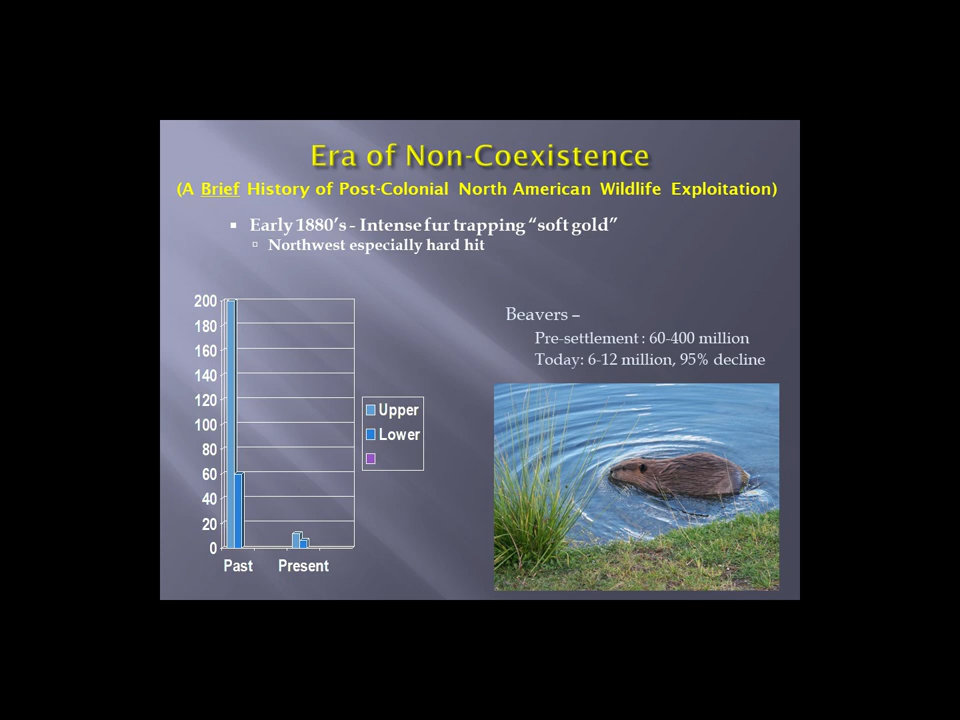 Era of Non-Coexistence
(A Brief History of Post-Colonial North American Wildlife Exploitation)
▪ Early 1880’s - Intense fur trapping “soft gold”
▫ Northwest especially hard hit
200
180
160
140
120
100
80
60
40
20
0
Past Present
Upper
Lower
Beavers –
Pre-settlement : 60-400 million
Today: 6-12 million, 95% decline